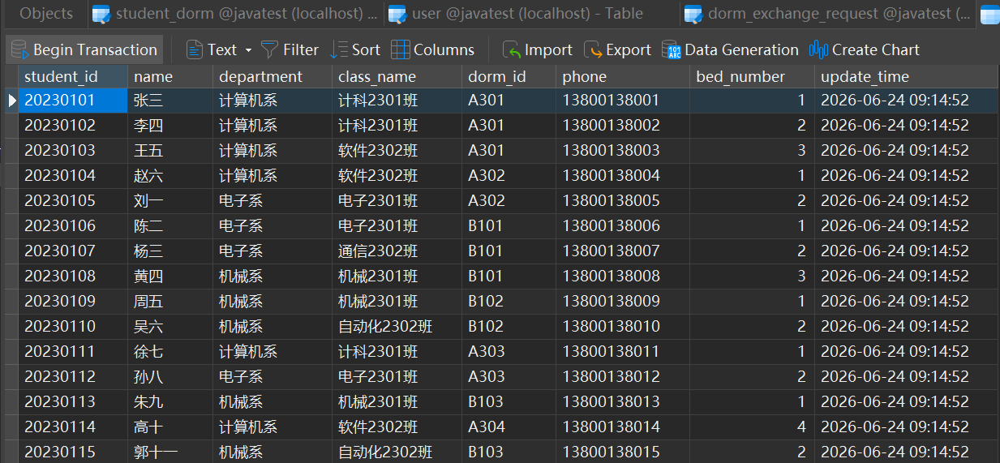 Objects student_dorm @javatest (localhost) ... user @javatest (localhost) - Table dorm_exchange_request @javatest (...
Begin Transaction Text Filter Sort Columns Import Export Data Generation Create Chart
student_id name department class_name dorm_id phone bed_number update_time
20230101 张三 计算机系 计科2301班 A301 13800138001 1 2026-06-24 09:14:52
20230102 李四 计算机系 计科2301班 A301 13800138002 2 2026-06-24 09:14:52
20230103 王五 计算机系 软件2302班 A301 13800138003 3 2026-06-24 09:14:52
20230104 赵六 计算机系 软件2302班 A302 13800138004 1 2026-06-24 09:14:52
20230105 刘一 电子系 电子2301班 A302 13800138005 2 2026-06-24 09:14:52
20230106 陈二 电子系 电子2301班 B101 13800138006 1 2026-06-24 09:14:52
20230107 杨三 电子系 通信2302班 B101 13800138007 2 2026-06-24 09:14:52
20230108 黄四 机械系 机械2301班 B101 13800138008 3 2026-06-24 09:14:52
20230109 周五 机械系 机械2301班 B102 13800138009 1 2026-06-24 09:14:52
20230110 吴六 机械系 自动化2302班 B102 13800138010 2 2026-06-24 09:14:52
20230111 徐七 计算机系 计科2301班 A303 13800138011 1 2026-06-24 09:14:52
20230112 孙八 电子系 电子2301班 A303 13800138012 2 2026-06-24 09:14:52
20230113 朱九 机械系 机械2301班 B103 13800138013 1 2026-06-24 09:14:52
20230114 高十 计算机系 软件2302班 A304 13800138014 4 2026-06-24 09:14:52
20230115 郭十一 机械系 自动化2302班 B103 13800138015 2 2026-06-24 09:14:52